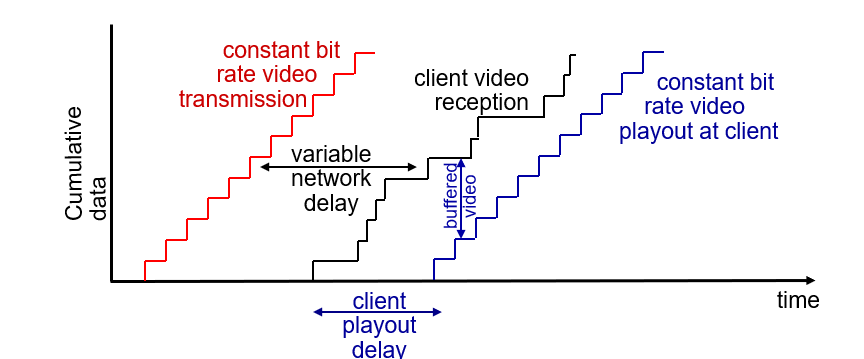 constant bit
rate video
transmission
client video
reception
constant bit
rate video
playout at client
Cumulative
data
variable
network
delay
buffered
video
time
client
playout
delay